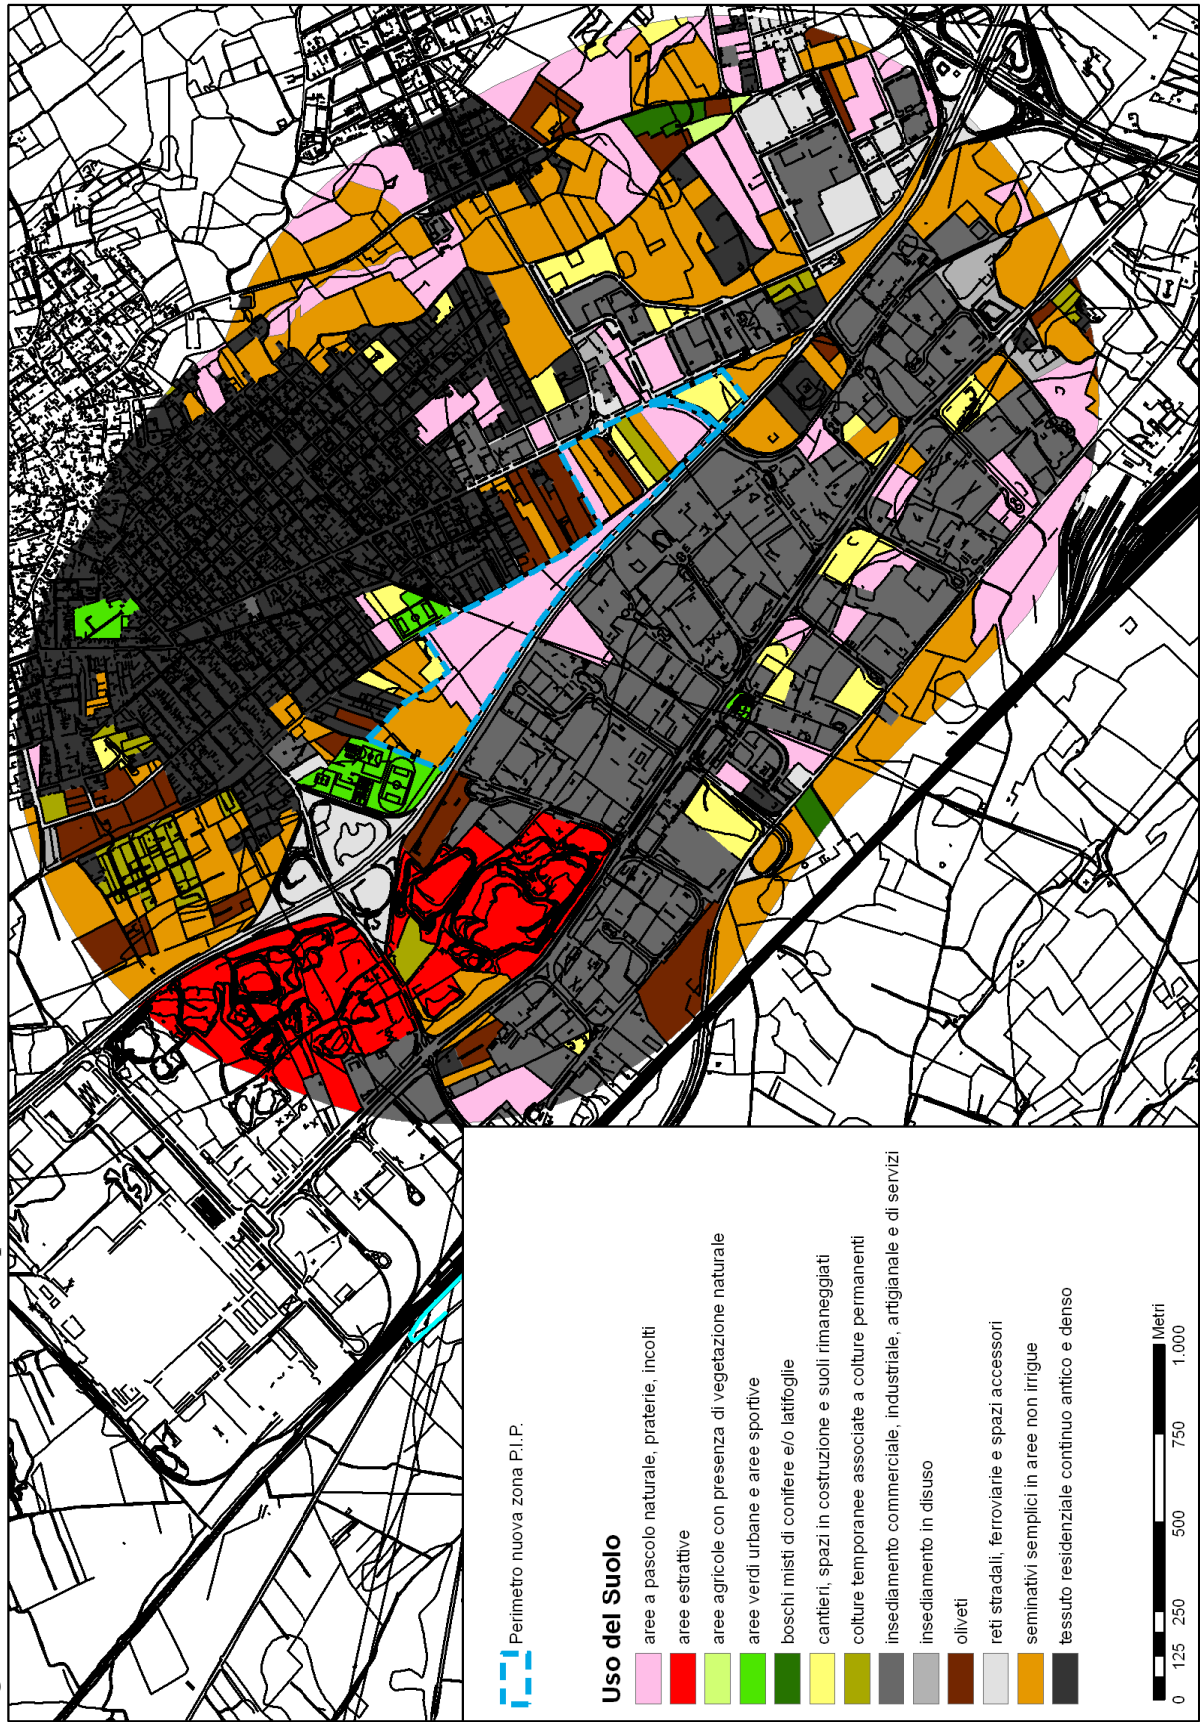 Perimetro nuova zona P.I.P.
Uso del Suolo
aree a pascolo naturale, praterie, incolti
aree estrattive
aree agricole con presenza di vegetazione naturale
aree verdi urbane e aree sportive
boschi misti di conifere e/o latifoglie
cantieri, spazi in costruzione e suoli rimaneggiati
colture temporanee associate a colture permanenti
insediamento commerciale, industriale, artigianale e di servizi
insediamento in disuso
oliveti
reti stradali, ferroviarie e spazi accessori
seminativi semplici in aree non irrigue
tessuto residenziale continuo antico e denso
0 125 250 500 750 1.000
Metri